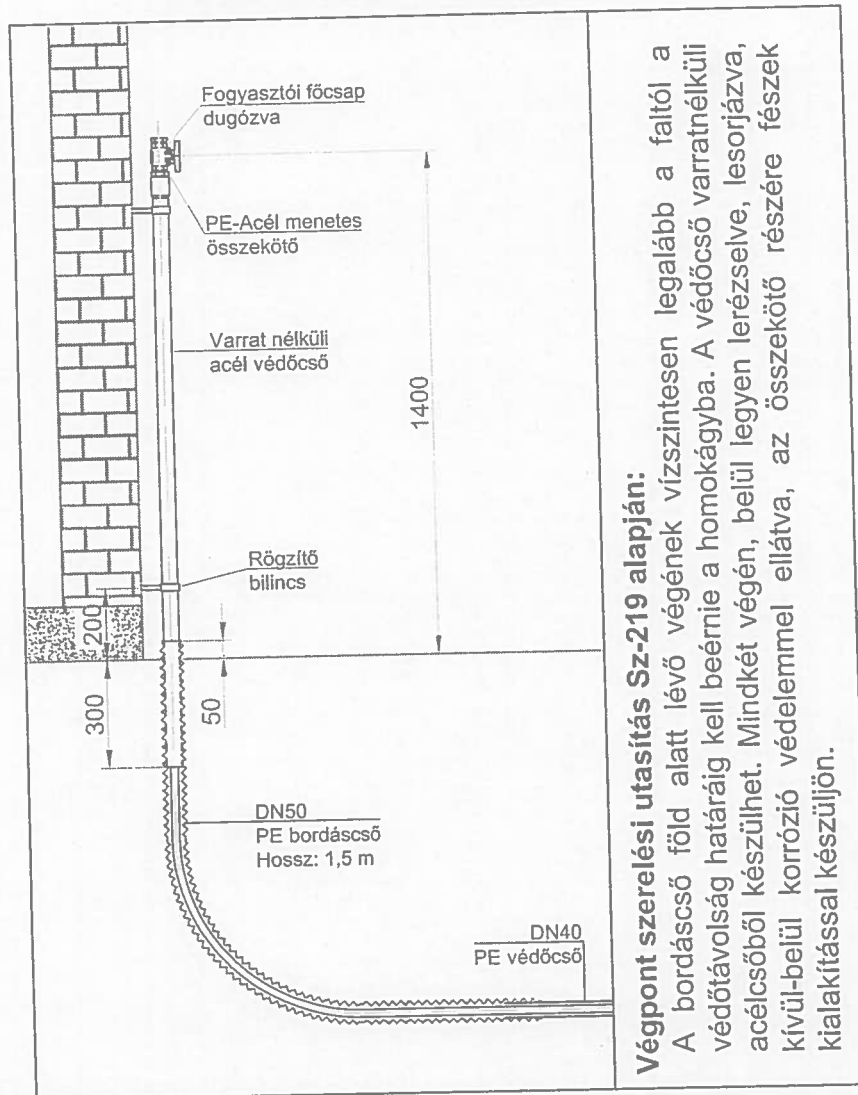 Fogyasztói főcsap
dugózva
PE-Acél menetes
összekötő
Varrat nélküli
acél védőcső
1400
Rögzítő
bilincs
200
300
50
DN50
PE bordáscső
Hossz: 1,5 m
DN40
PE védőcső
Végpont szerelési utasítás Sz-219 alapján:
A bordáscső föld alatt lévő végének vízszintesen legalább a faltól a
védőtávolság határáig kell beérnie a homokágyba. A védőcső varratnélküli
acélcsőből készülhet. Mindkét végén, belül legyen lerézselve, lesorjázva,
kívül-belül korrózió védelemmel ellátva, az összekötő részére fészek
kialakítással készüljön.